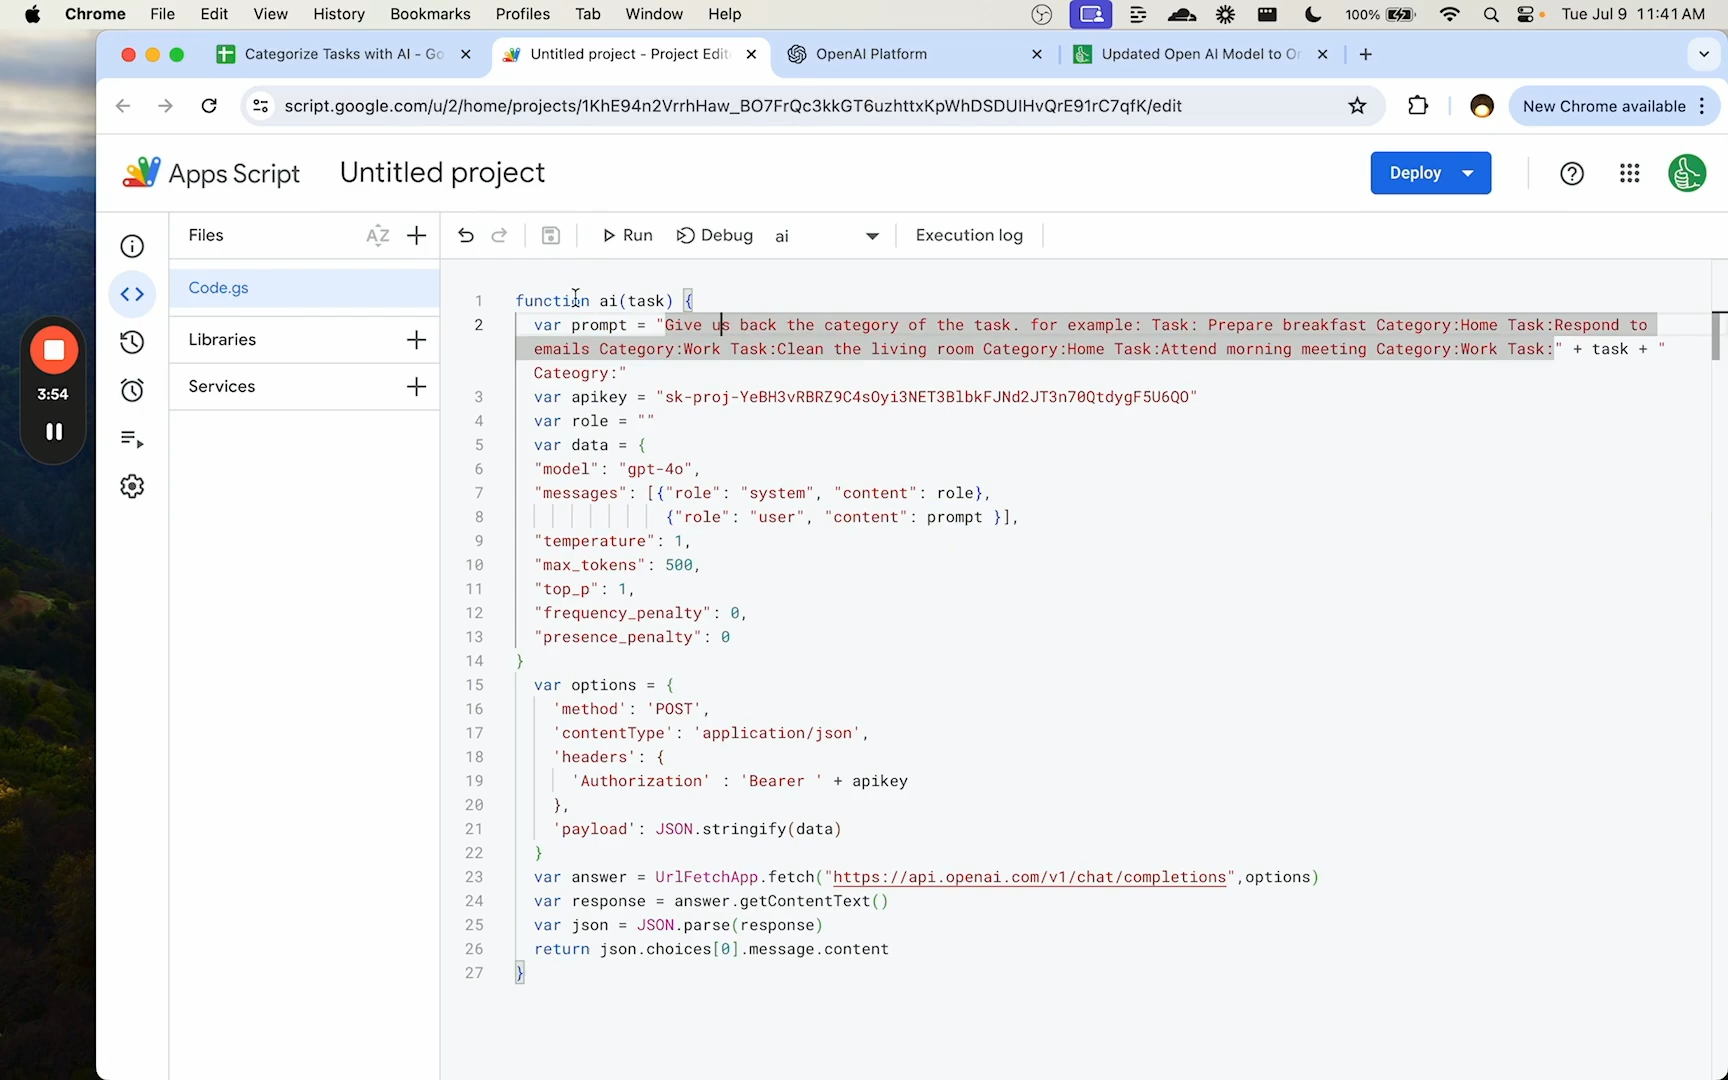 Chrome File Edit View History Bookmarks Profiles Tab Window Help 100% Tue Jul 9 11:41 AM
Categorize Tasks with AI - Go
Untitled project - Project Edit
OpenAI Platform
Updated Open AI Model to Or
script.google.com/u/2/home/projects/1KhE94n2VrrhHaw_BO7FrQc3kkGT6uzhttxKpWhDSDUIHvQrE91rC7qfK/edit
New Chrome available
Apps Script Untitled project Deploy
Files AZ
Run Debug ai Execution log
Code.gs
Libraries
Services
3:54
1 function ai(task) {
2 var prompt = "Give us back the category of the task. for example: Task: Prepare breakfast Category:Home Task:Respond to
emails Category:Work Task:Clean the living room Category:Home Task:Attend morning meeting Category:Work Task:" + task + "
Cateogry:"
3 var apikey = "sk-proj-YeBH3vRBRZ9C4sOyi3NET3BlbkFJNd2JT3n70QtdygF5U6QO"
4 var role = ""
5 var data = {
6 "model": "gpt-4o",
7 "messages": [{"role": "system", "content": role},
8 {"role": "user", "content": prompt }],
9 "temperature": 1,
10 "max_tokens": 500,
11 "top_p": 1,
12 "frequency_penalty": 0,
13 "presence_penalty": 0
14 }
15 var options = {
16 'method': 'POST',
17 'contentType': 'application/json',
18 'headers': {
19 'Authorization' : 'Bearer ' + apikey
20 },
21 'payload': JSON.stringify(data)
22 }
23 var answer = UrlFetchApp.fetch("https://api.openai.com/v1/chat/completions",options)
24 var response = answer.getContentText()
25 var json = JSON.parse(response)
26 return json.choices[0].message.content
27 }